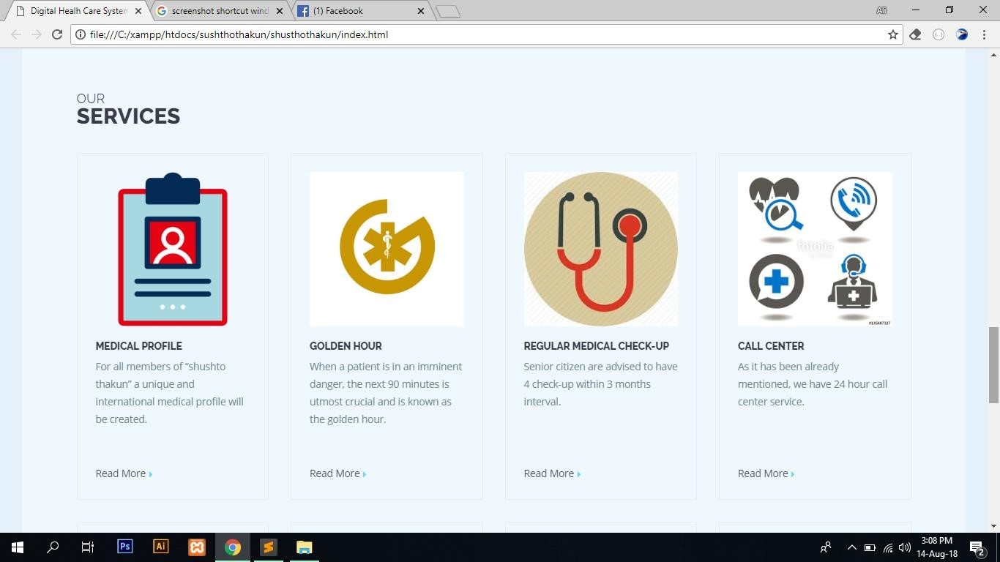 Digital Healh Care System
screenshot shortcut wind
(1) Facebook
Ali
file:///C:/xampp/htdocs/sushthothakun/shusthothakun/index.html
OUR
SERVICES
fotolia
#135487327
MEDICAL PROFILE
For all members of “shushto
thakun” a unique and
international medical profile will
be created.
Read More
GOLDEN HOUR
When a patient is in an imminent
danger, the next 90 minutes is
utmost crucial and is known as
the golden hour.
Read More
REGULAR MEDICAL CHECK-UP
Senior citizen are advised to have
4 check-up within 3 months
interval.
Read More
CALL CENTER
As it has been already
mentioned, we have 24 hour call
center service.
Read More
Ps
Ai
3:08 PM
14-Aug-18
2